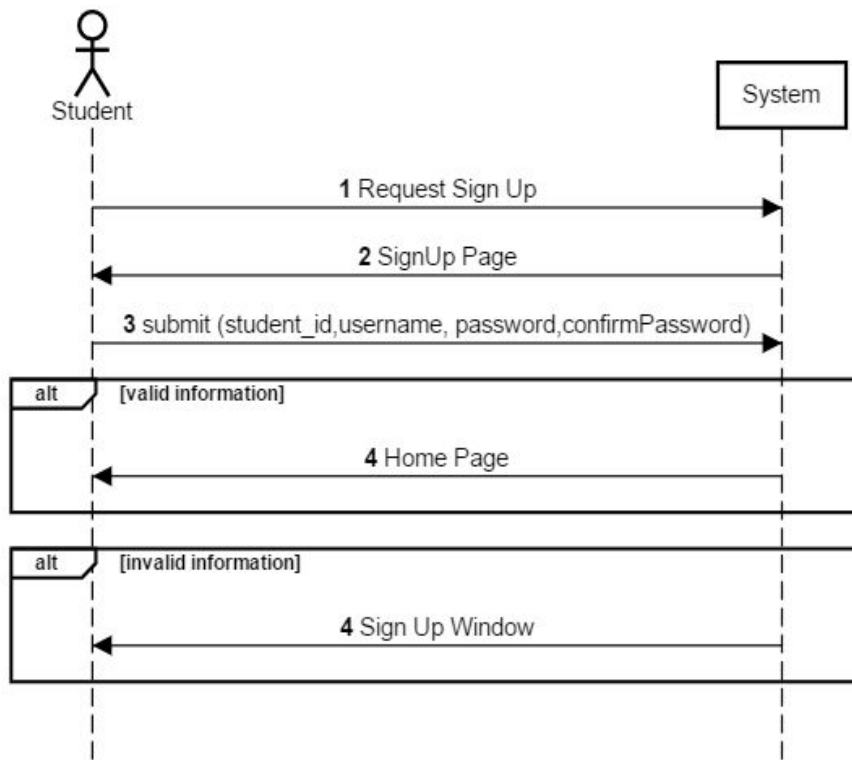 Student
System
1 Request Sign Up
2 SignUp Page
3 submit (student_id,username, password,confirmPassword)
alt [valid information]
4 Home Page
alt [invalid information]
4 Sign Up Window